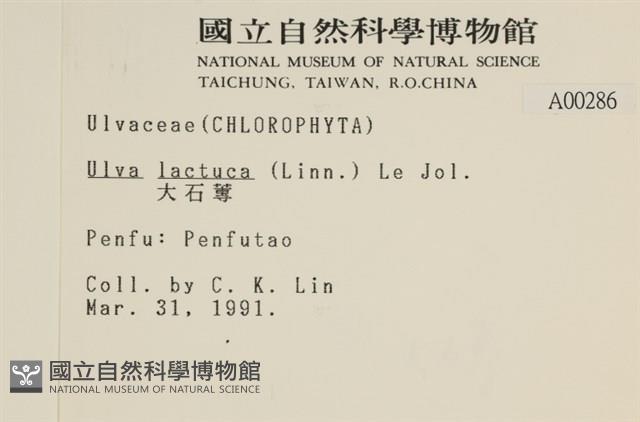 國立自然科學博物館
NATIONAL MUSEUM OF NATURAL SCIENCE
TAICHUNG, TAIWAN, R.O.CHINA
A00286
Ulvaceae(CHLOROPHYTA)
Ulva lactuca (Linn.) Le Jol.
大石蓴
Penfu: Penfutao
Coll. by C. K. Lin
Mar. 31, 1991.
國立自然科學博物館
NATIONAL MUSEUM OF NATURAL SCIENCE